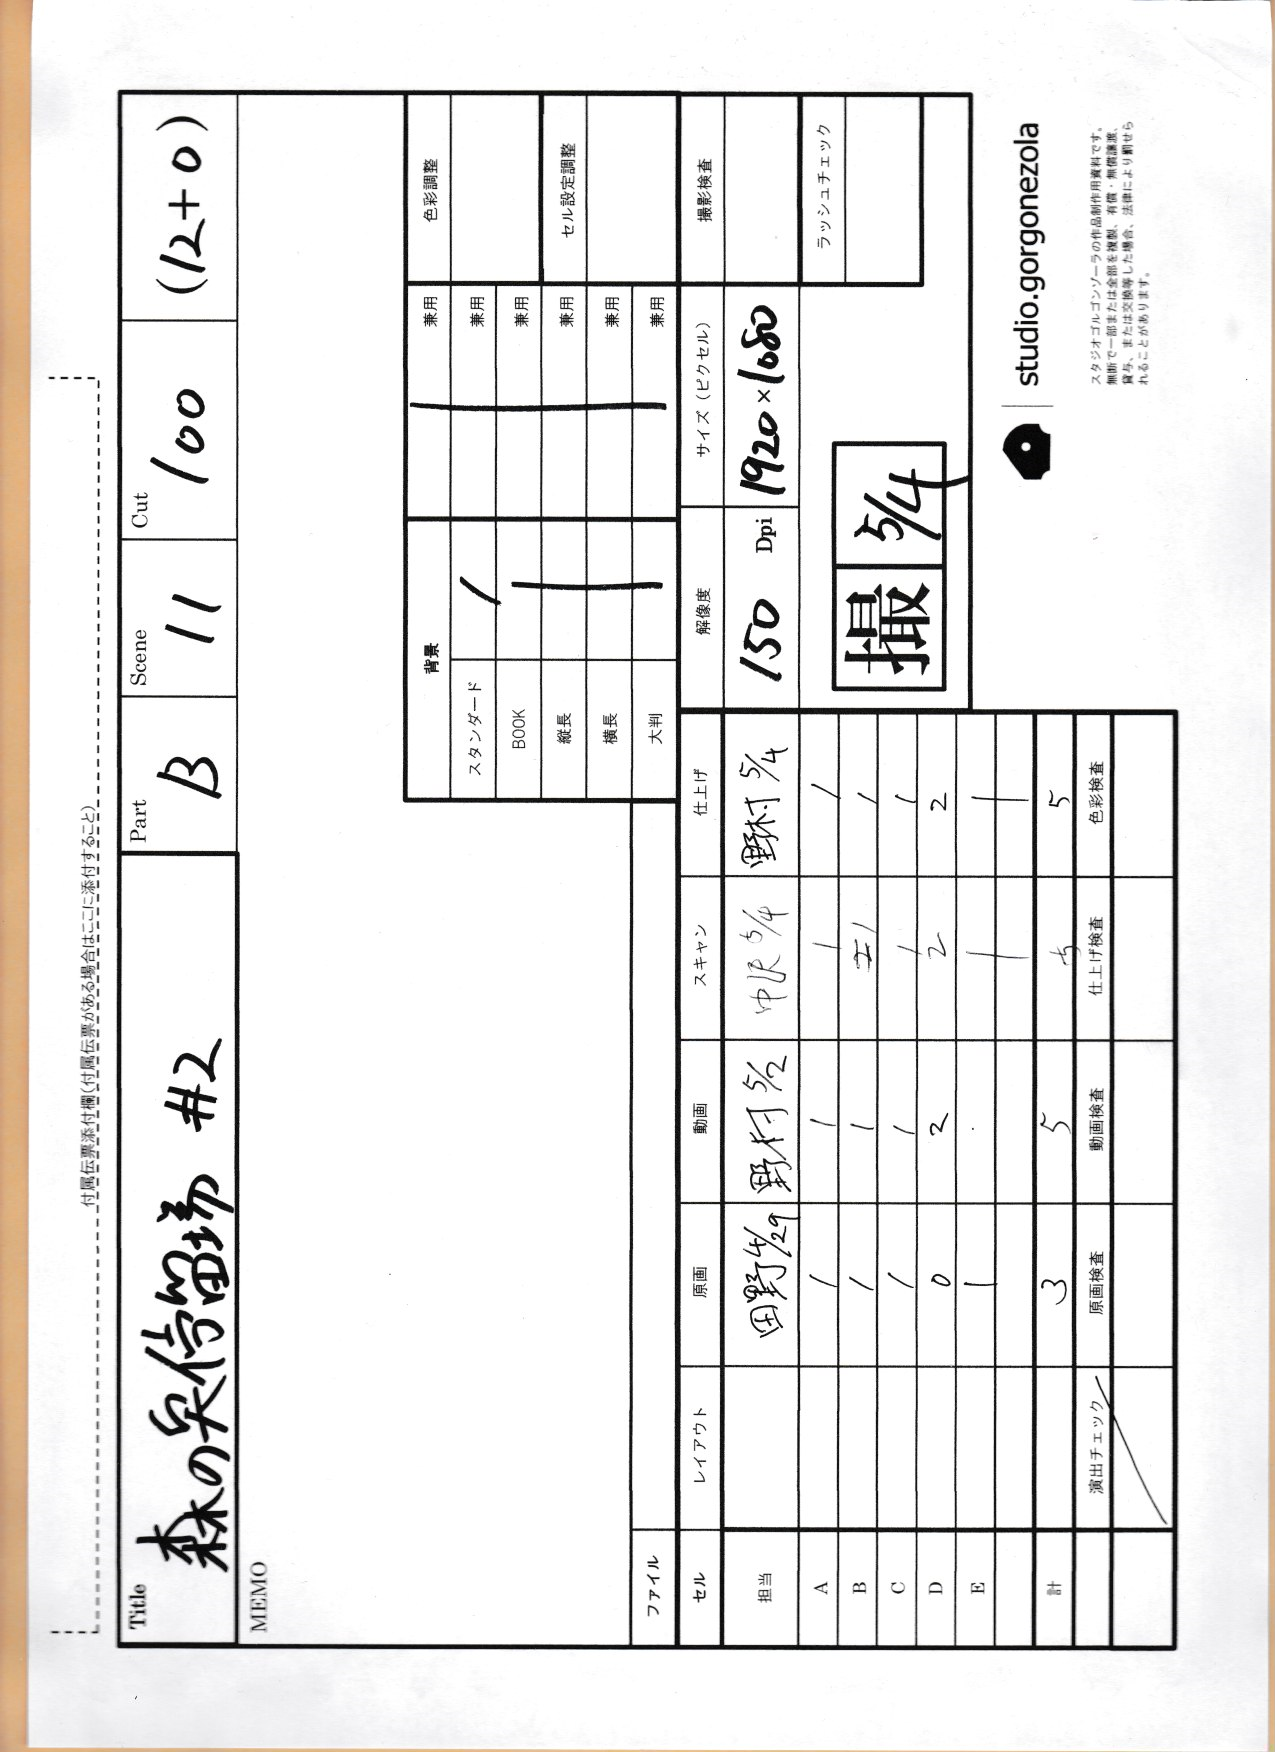 付属伝票添付欄(付属伝票がある場合はここに添付すること)
Title 森の安信留場 #2
Part B
Scene 11
Cut 100
(12+0)
MEMO
背景 兼用 色彩調整
スタンダード 1 兼用
BOOK 兼用
縦長 兼用 セル設定調整
横長 兼用
大判 兼用
ファイル
セル レイアウト 原画 動画 スキャン 仕上げ 解像度 サイズ(ピクセル) 撮影検査
担当 田野 4/29 野村 5/2 中沢 5/4 野村 5/4 150 Dpi 1920×1080
A 1 1 1 1 ラッシュチェック
B 1 1 1 1
C 1 1 1 1 撮 5/4
D 0 2 2 2
E
計 3 5 5 5
演出チェック 原画検査 動画検査 仕上げ検査 色彩検査
studio.gorgonezola
スタジオゴルゴンゾーラの作品制作用資料です。
無断で一部または全部を複製、有償・無償譲渡、
貸与、または交換等した場合、法律により罰せら
れることがあります。